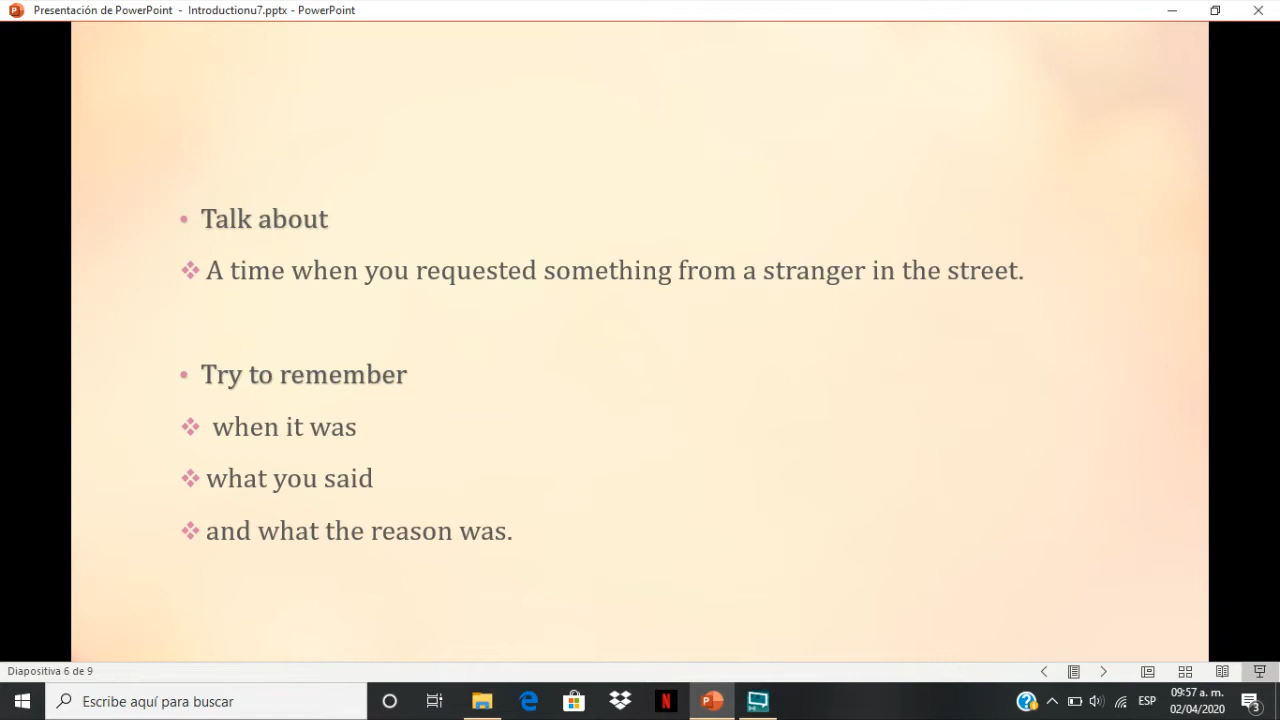 Presentación de PowerPoint - Introductionu7.pptx - PowerPoint
• Talk about
❖ A time when you requested something from a stranger in the street.
• Try to remember
❖ when it was
❖ what you said
❖ and what the reason was.
Diapositiva 6 de 9
Escribe aquí para buscar
ESP
09:57 a. m.
02/04/2020
3